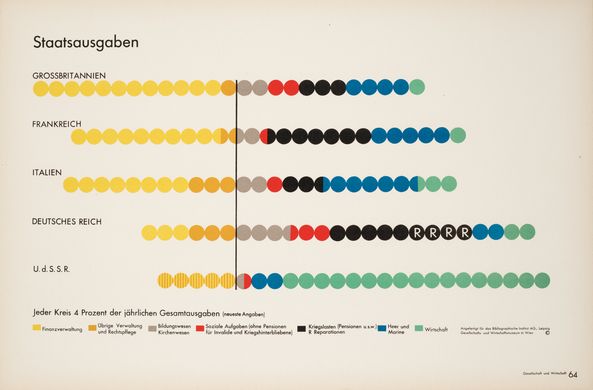 Staatsausgaben
GROSSBRITANNIEN
FRANKREICH
ITALIEN
DEUTSCHES REICH
R R R R
U.d.S.S.R.
Jeder Kreis 4 Prozent der jährlichen Gesamtausgaben (neueste Angaben)
Finanzverwaltung
Übrige Verwaltung
und Rechtpflege
Bildungswesen
Kirchenwesen
Soziale Aufgaben (ohne Pensionen
für Invalide und Kriegshinterbliebene)
Kriegslasten (Pensionen u.s.w.)
R Reparationen
Heer und
Marine
Wirtschaft
Angefertigt für das Bibliographische Institut AG., Leipzig
Gesellschafts- und Wirtschaftsmuseum in Wien ©
Gesellschaft und Wirtschaft 64